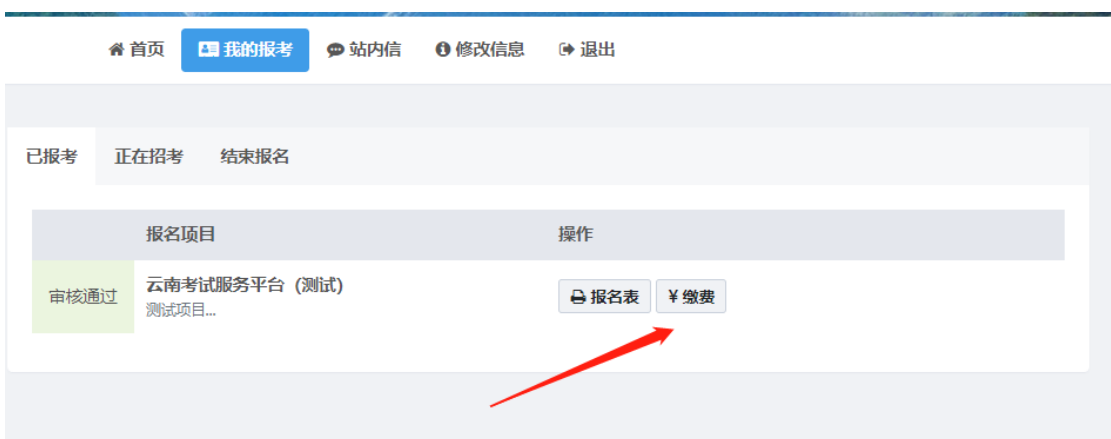 首页 我的报考 站内信 修改信息 退出
已报考 正在招考 结束报名
报名项目 操作
审核通过 云南考试服务平台（测试） 报名表 ¥缴费
测试项目...